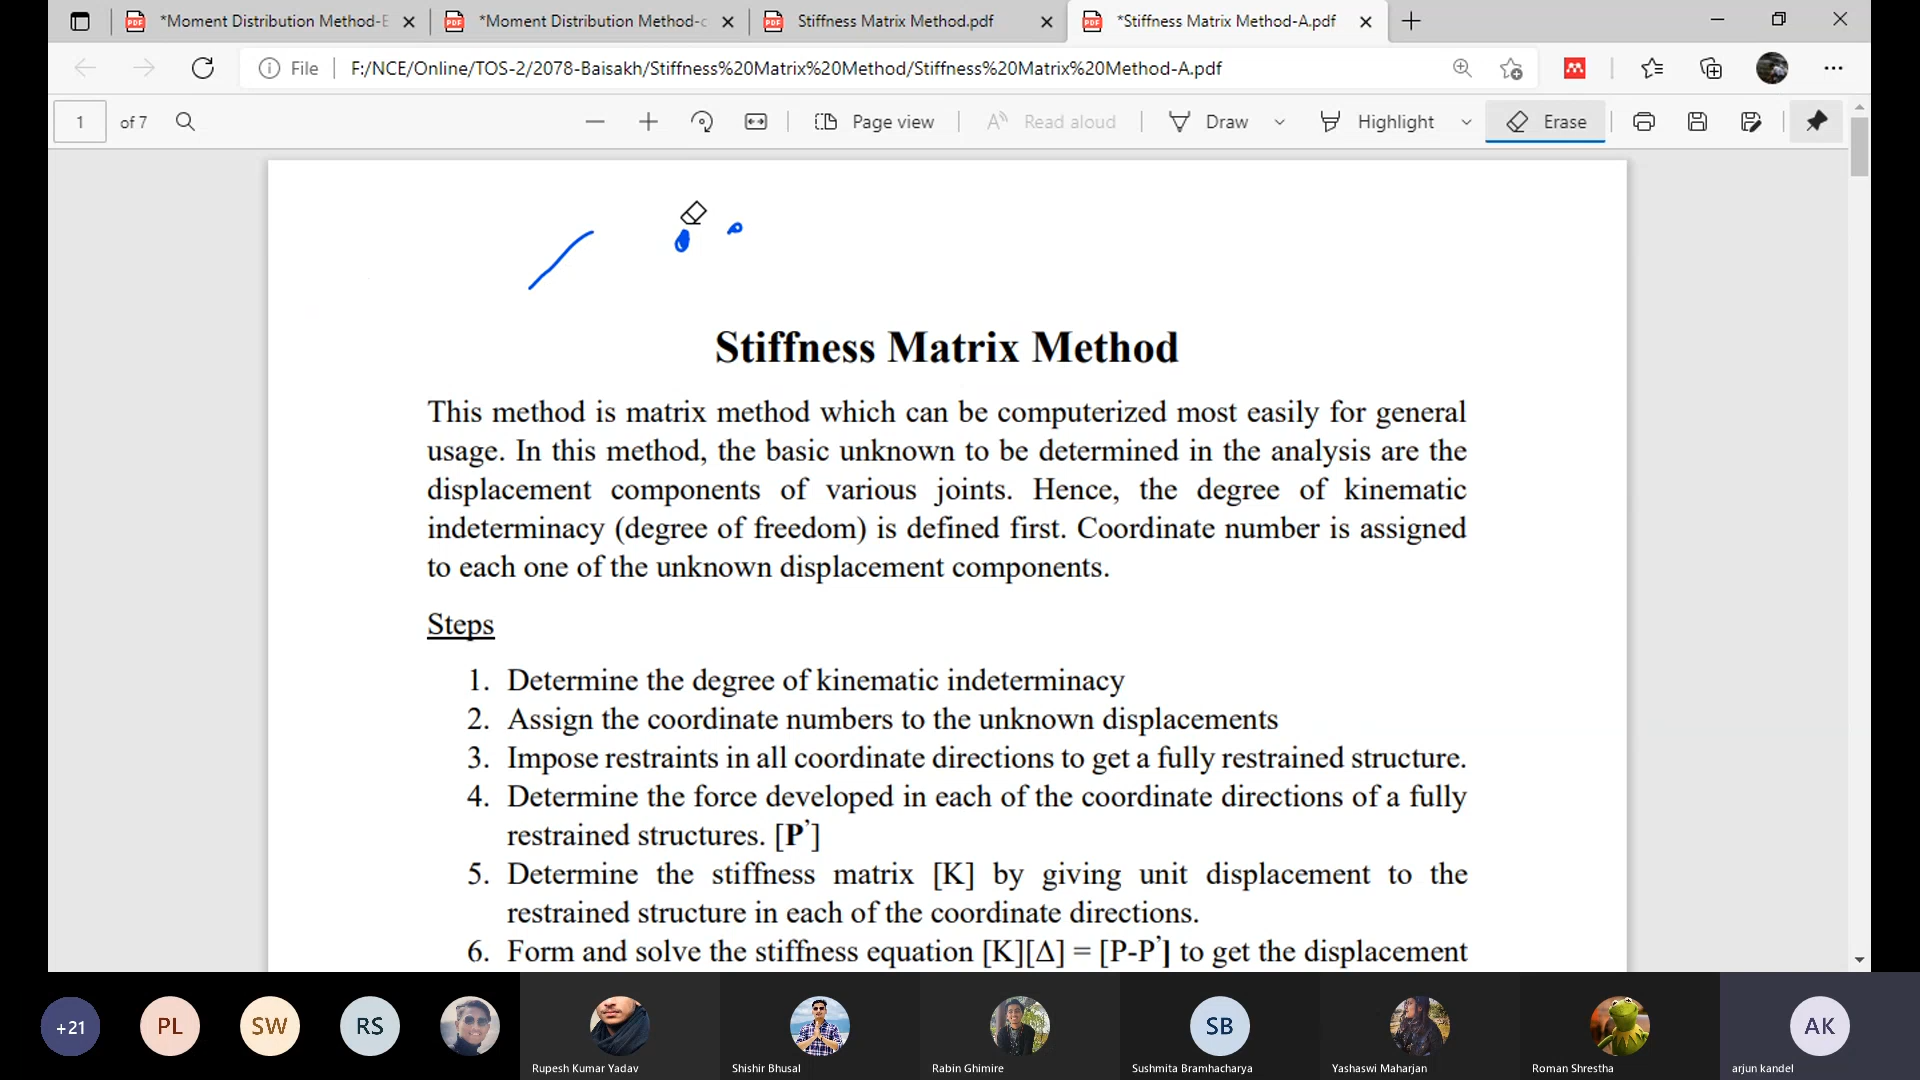 *Moment Distribution Method-E
*Moment Distribution Method-c
Stiffness Matrix Method.pdf
*Stiffness Matrix Method-A.pdf
File
F:/NCE/Online/TOS-2/2078-Baisakh/Stiffness%20Matrix%20Method/Stiffness%20Matrix%20Method-A.pdf
1 of 7
Page view
Read aloud
Draw
Highlight
Erase
Stiffness Matrix Method
This method is matrix method which can be computerized most easily for general
usage. In this method, the basic unknown to be determined in the analysis are the
displacement components of various joints. Hence, the degree of kinematic
indeterminacy (degree of freedom) is defined first. Coordinate number is assigned
to each one of the unknown displacement components.
Steps
1. Determine the degree of kinematic indeterminacy
2. Assign the coordinate numbers to the unknown displacements
3. Impose restraints in all coordinate directions to get a fully restrained structure.
4. Determine the force developed in each of the coordinate directions of a fully
restrained structures. [P’]
5. Determine the stiffness matrix [K] by giving unit displacement to the
restrained structure in each of the coordinate directions.
6. Form and solve the stiffness equation [K][Δ] = [P-P’] to get the displacement
+21
PL
SW
RS
SB
AK
Rupesh Kumar Yadav
Shishir Bhusal
Rabin Ghimire
Sushmita Bramhacharya
Yashaswi Maharjan
Roman Shrestha
arjun kandel